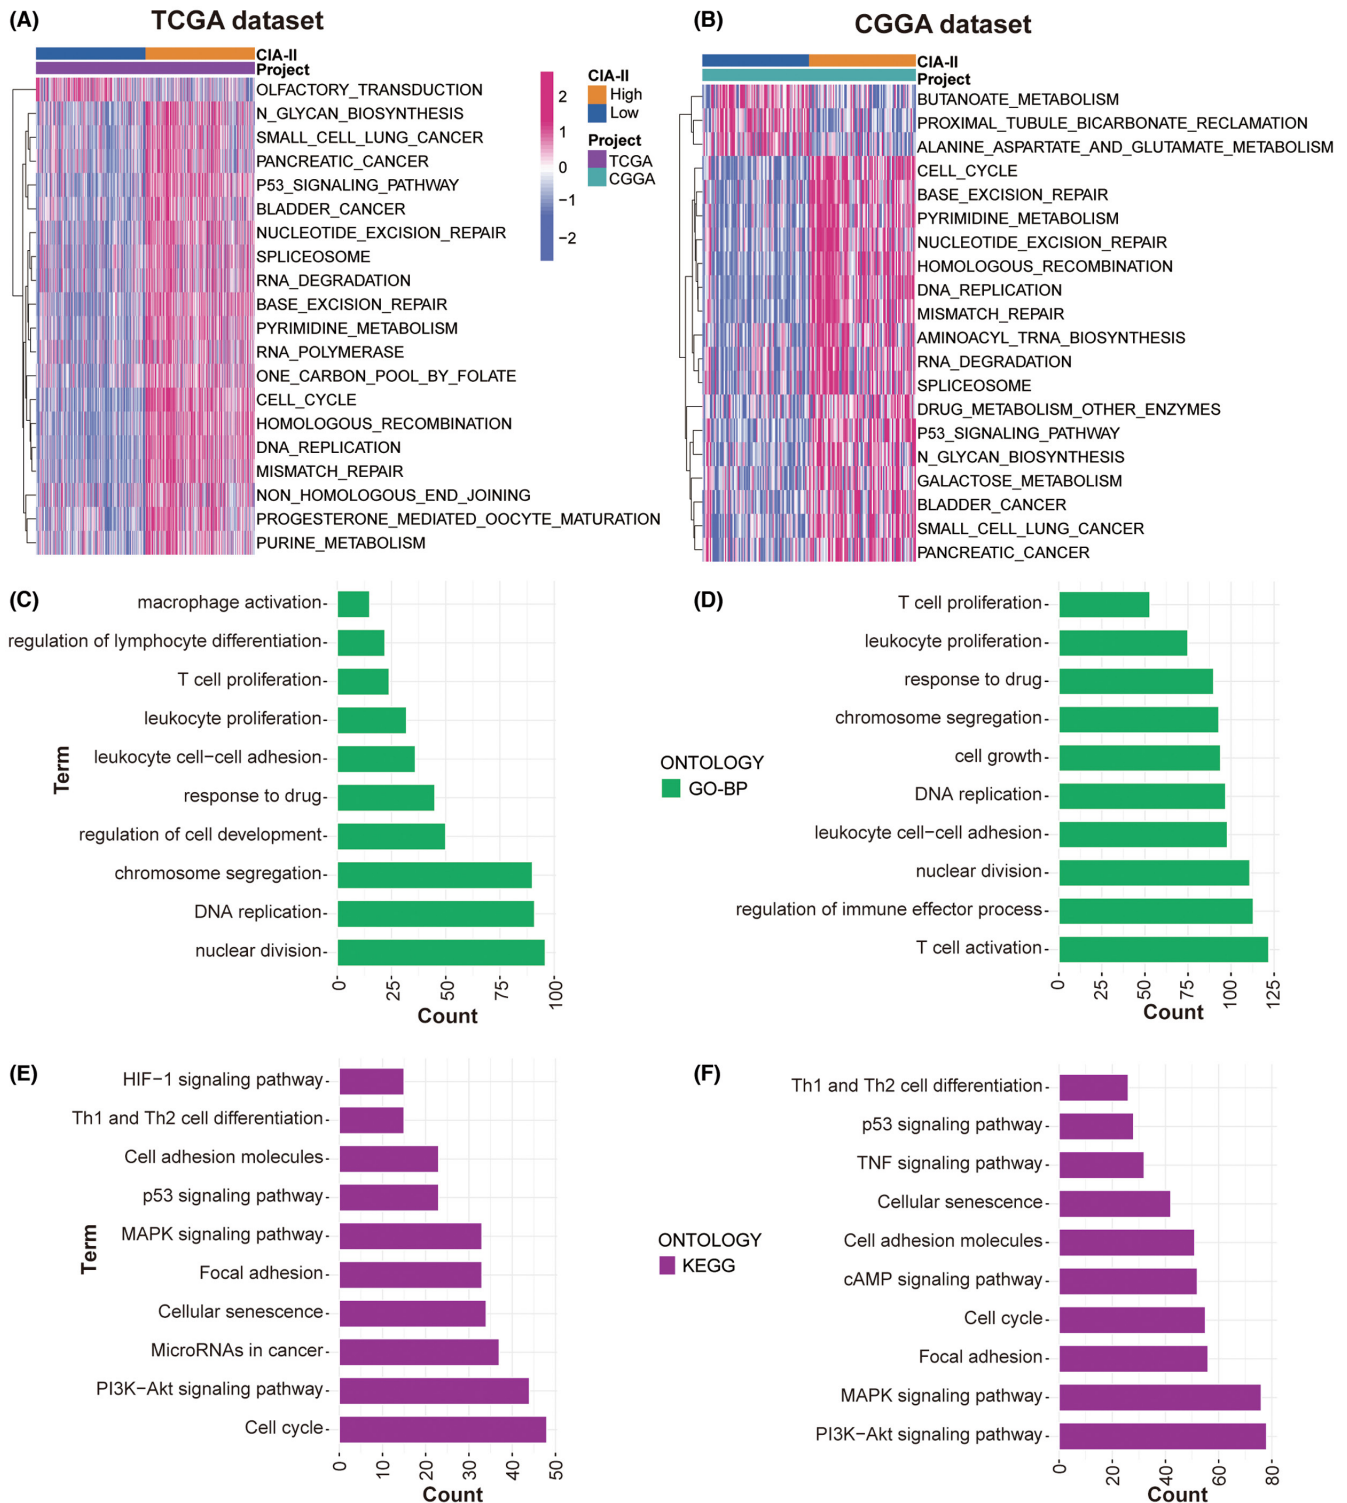 (A) TCGA dataset
CIA-II
Project
OLFACTORY_TRANSDUCTION
N_GLYCAN_BIOSYNTHESIS
SMALL_CELL_LUNG_CANCER
PANCREATIC_CANCER
P53_SIGNALING_PATHWAY
BLADDER_CANCER
NUCLEOTIDE_EXCISION_REPAIR
SPLICEOSOME
RNA_DEGRADATION
BASE_EXCISION_REPAIR
PYRIMIDINE_METABOLISM
RNA_POLYMERASE
ONE_CARBON_POOL_BY_FOLATE
CELL_CYCLE
HOMOLOGOUS_RECOMBINATION
DNA_REPLICATION
MISMATCH_REPAIR
NON_HOMOLOGOUS_END_JOINING
PROGESTERONE_MEDIATED_OOCYTE_MATURATION
PURINE_METABOLISM
2
1
0
−1
−2
CIA-II
High
Low
Project
TCGA
CGGA
(B) CGGA dataset
CIA-II
Project
BUTANOATE_METABOLISM
PROXIMAL_TUBULE_BICARBONATE_RECLAMATION
ALANINE_ASPARTATE_AND_GLUTAMATE_METABOLISM
CELL_CYCLE
BASE_EXCISION_REPAIR
PYRIMIDINE_METABOLISM
NUCLEOTIDE_EXCISION_REPAIR
HOMOLOGOUS_RECOMBINATION
DNA_REPLICATION
MISMATCH_REPAIR
AMINOACYL_TRNA_BIOSYNTHESIS
RNA_DEGRADATION
SPLICEOSOME
DRUG_METABOLISM_OTHER_ENZYMES
P53_SIGNALING_PATHWAY
N_GLYCAN_BIOSYNTHESIS
GALACTOSE_METABOLISM
BLADDER_CANCER
SMALL_CELL_LUNG_CANCER
PANCREATIC_CANCER
(C)
Term
macrophage activation
regulation of lymphocyte differentiation
T cell proliferation
leukocyte proliferation
leukocyte cell−cell adhesion
response to drug
regulation of cell development
chromosome segregation
DNA replication
nuclear division
0 25 50 75 100
Count
ONTOLOGY
GO-BP
(D)
T cell proliferation
leukocyte proliferation
response to drug
chromosome segregation
cell growth
DNA replication
leukocyte cell−cell adhesion
nuclear division
regulation of immune effector process
T cell activation
0 25 50 75 100 125
Count
(E)
Term
HIF−1 signaling pathway
Th1 and Th2 cell differentiation
Cell adhesion molecules
p53 signaling pathway
MAPK signaling pathway
Focal adhesion
Cellular senescence
MicroRNAs in cancer
PI3K−Akt signaling pathway
Cell cycle
0 10 20 30 40 50
Count
ONTOLOGY
KEGG
(F)
Th1 and Th2 cell differentiation
p53 signaling pathway
TNF signaling pathway
Cellular senescence
Cell adhesion molecules
cAMP signaling pathway
Cell cycle
Focal adhesion
MAPK signaling pathway
PI3K−Akt signaling pathway
0 20 40 60 80
Count